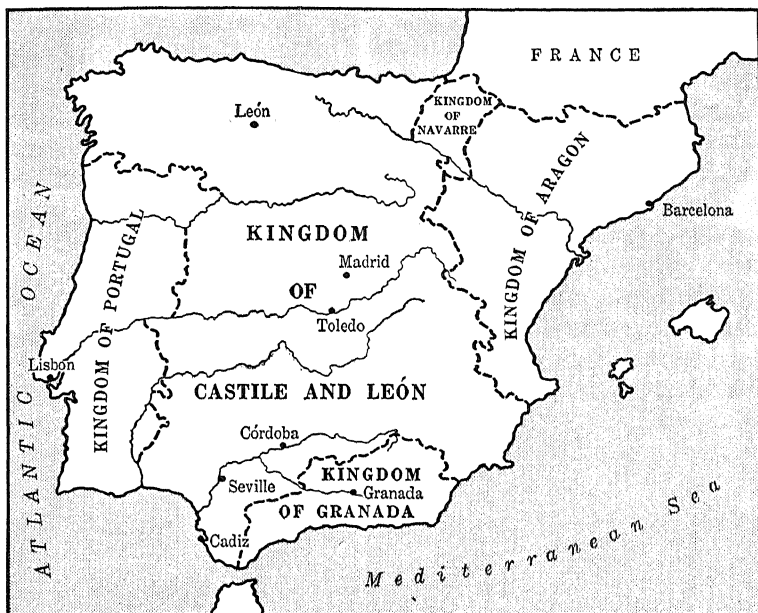 FRANCE
KINGDOM
OF
NAVARRE
León
KINGDOM OF ARAGON
Barcelona
ATLANTIC OCEAN
KINGDOM OF PORTUGAL
KINGDOM
Madrid
OF
Toledo
Lisbon
KINGDOM OF PORTUGAL
CASTILE AND LEÓN
Córdoba
Seville
KINGDOM
Granada
OF GRANADA
Cadiz
Mediterranean Sea